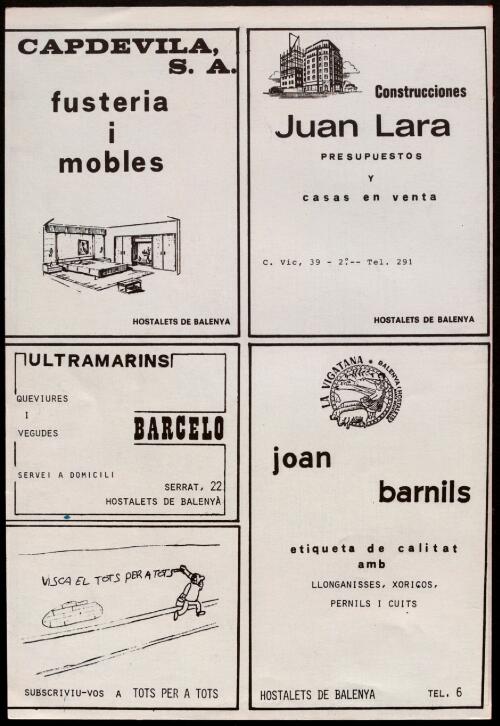 CAPDEVILA,
S. A.
fusteria
i
mobles
HOSTALETS DE BALENYA
Construcciones
Juan Lara
PRESUPUESTOS
Y
casas en venta
C. Vic, 39 - 2º.-- Tel. 291
HOSTALETS DE BALENYA
ULTRAMARINS
QUEVIURES
I
VEGUDES
BARCELO
SERVEI A DOMICILI
SERRAT, 22
HOSTALETS DE BALENYÀ
LA VIGATANA * BALENYA (HOSTALETS)
joan
barnils
etiqueta de calitat
amb
LLONGANISSES, XORIÇOS,
PERNILS I CUITS
HOSTALETS DE BALENYA TEL. 6
VISCA EL TOTS PER A TOTS
SUBSCRIVIU-VOS A TOTS PER A TOTS